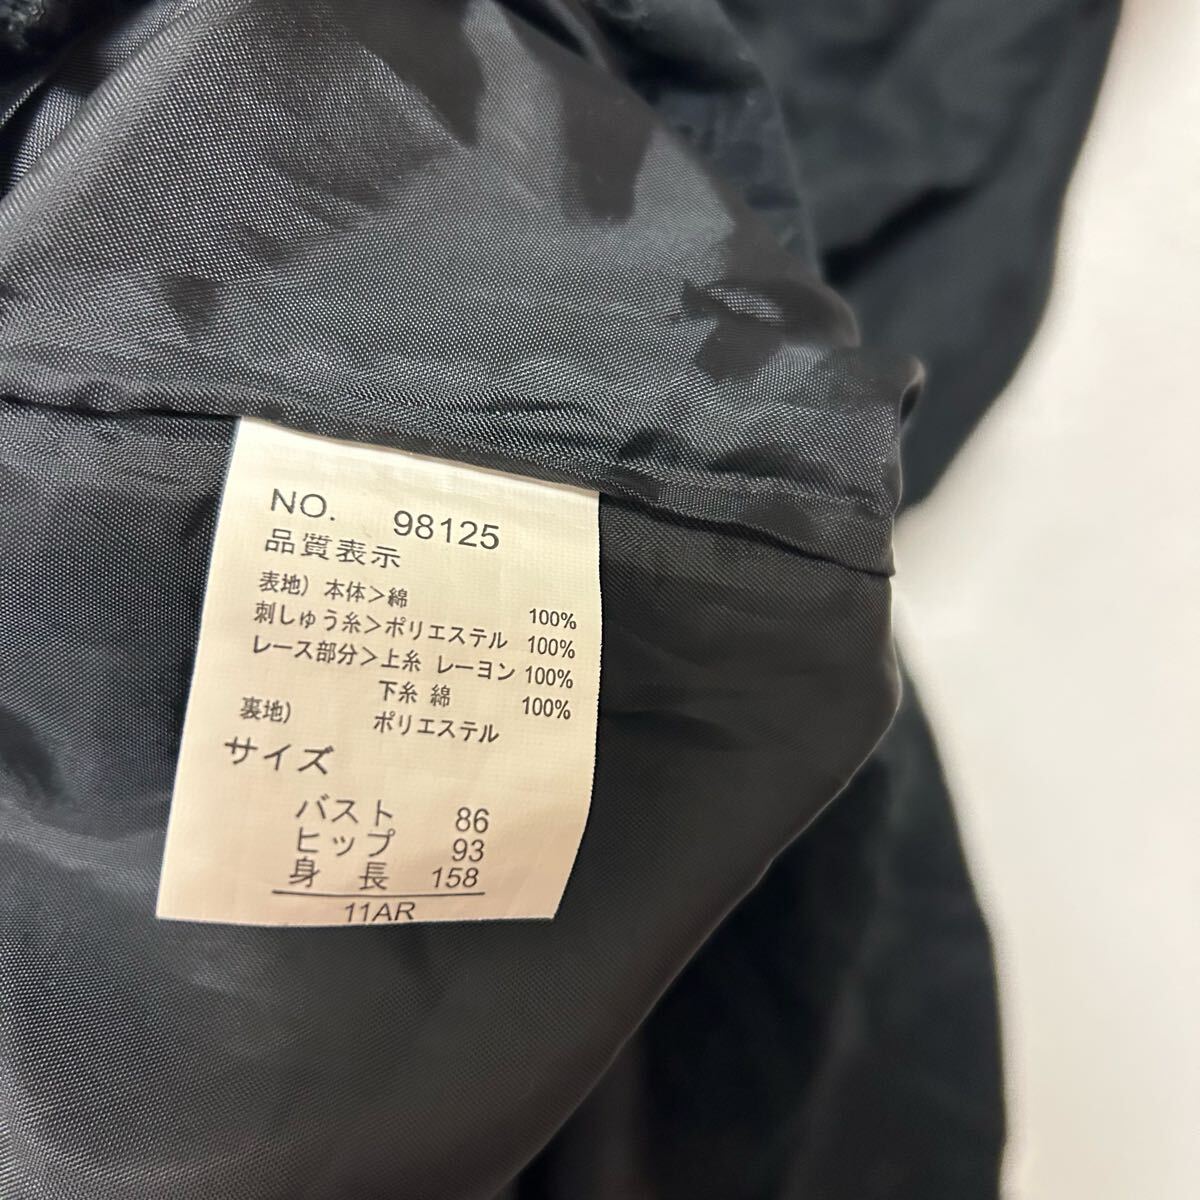 NO. 98125
品質表示
表地) 本体>綿 100%
刺しゅう糸>ポリエステル 100%
レース部分>上糸 レーヨン 100%
下糸 綿 100%
裏地) ポリエステル
サイズ
バスト 86
ヒップ 93
身長 158
11AR